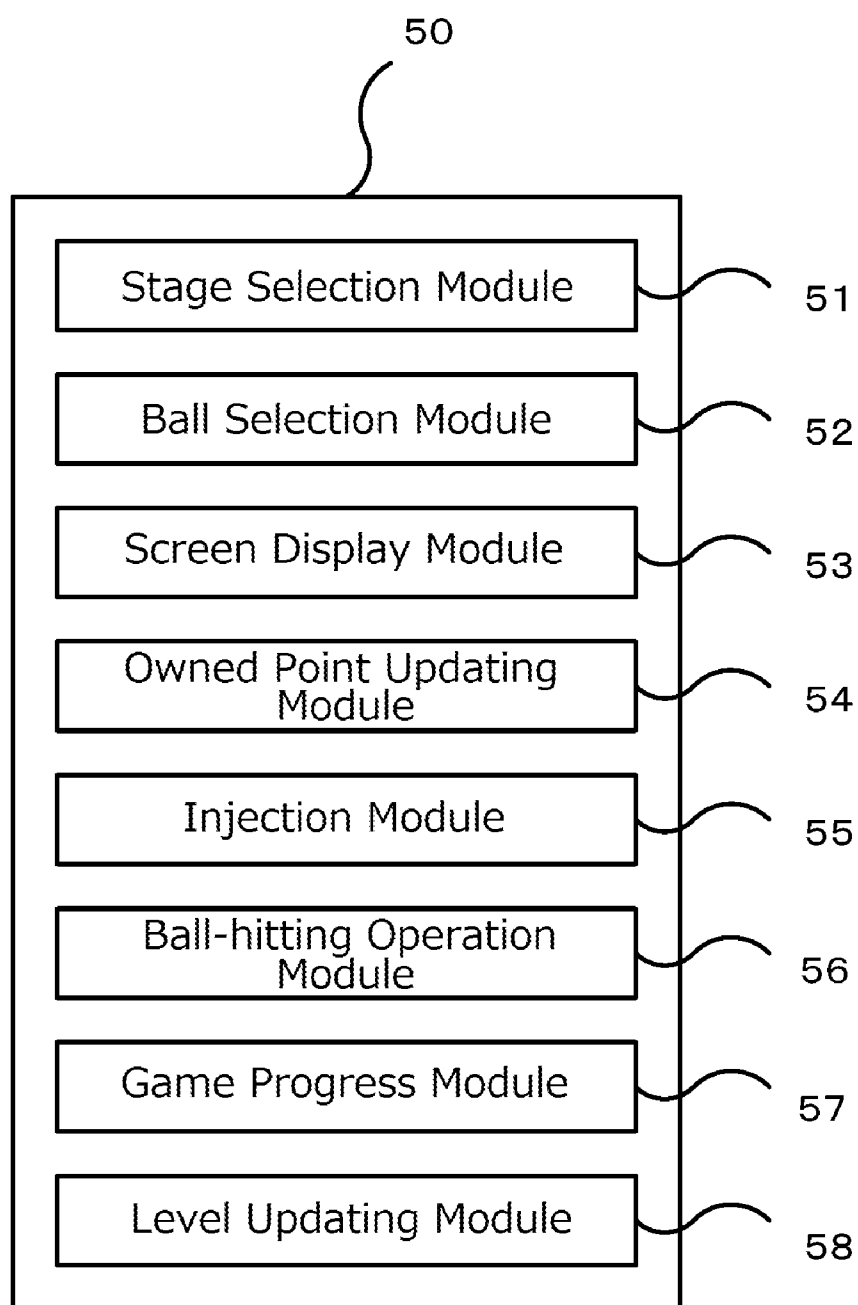 50
Stage Selection Module
51
Ball Selection Module
52
Screen Display Module
53
Owned Point Updating
Module
54
Injection Module
55
Ball-hitting Operation
Module
56
Game Progress Module
57
Level Updating Module
58